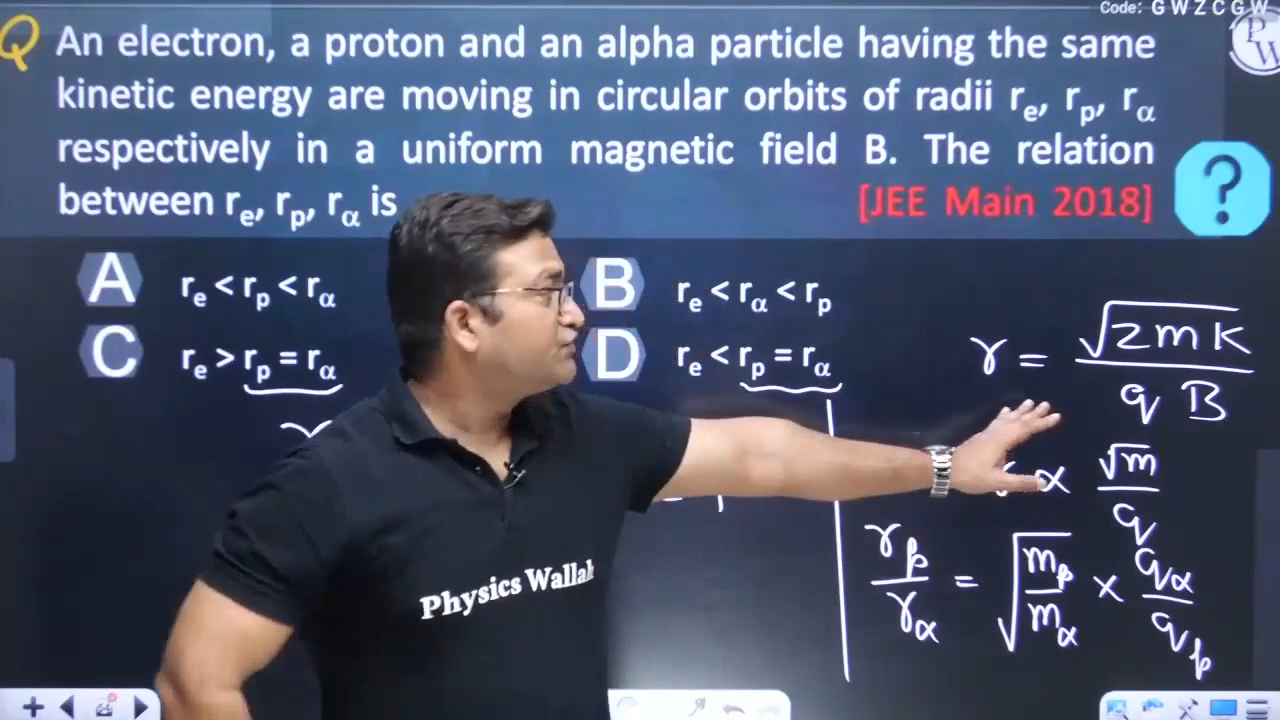 Code: G W Z C G W
Q An electron, a proton and an alpha particle having the same
kinetic energy are moving in circular orbits of radii rₑ, rₚ, r_α
respectively in a uniform magnetic field B. The relation
between rₑ, rₚ, r_α is
[JEE Main 2018]
?
P
W
A rₑ < rₚ < r_α
B rₑ < r_α < rₚ
C rₑ > rₚ = r_α
D rₑ < rₚ = r_α
r = √(2mK) / qB
∝ √m / q
r_p / r_α = √(m_p / m_α) × q_α / q_p
Physics Wallah